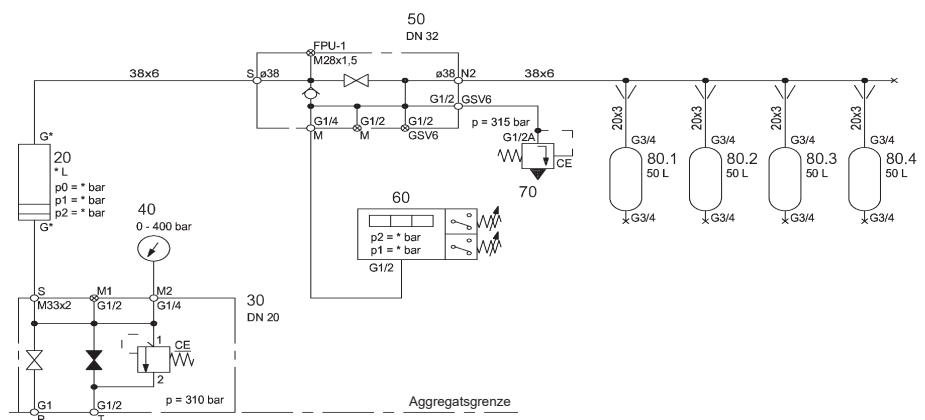 50
DN 32
FPU-1
M28x1,5
38x6
S
ø38
ø38
N2
38x6
G1/2
GSV6
G1/4
M
G1/2
M
G1/2
GSV6
p = 315 bar
G1/2A
CE
70
20x3
20x3
20x3
20x3
G3/4
G3/4
G3/4
G3/4
80.1
50 L
80.2
50 L
80.3
50 L
80.4
50 L
G3/4
G3/4
G3/4
G3/4
G*
20
* L
p0 = * bar
p1 = * bar
p2 = * bar
G*
40
0 - 400 bar
60
p2 = * bar
p1 = * bar
G1/2
S
M33x2
M1
G1/2
M2
G1/4
30
DN 20
1
CE
2
p = 310 bar
G1
P
G1/2
T
Aggregatsgrenze